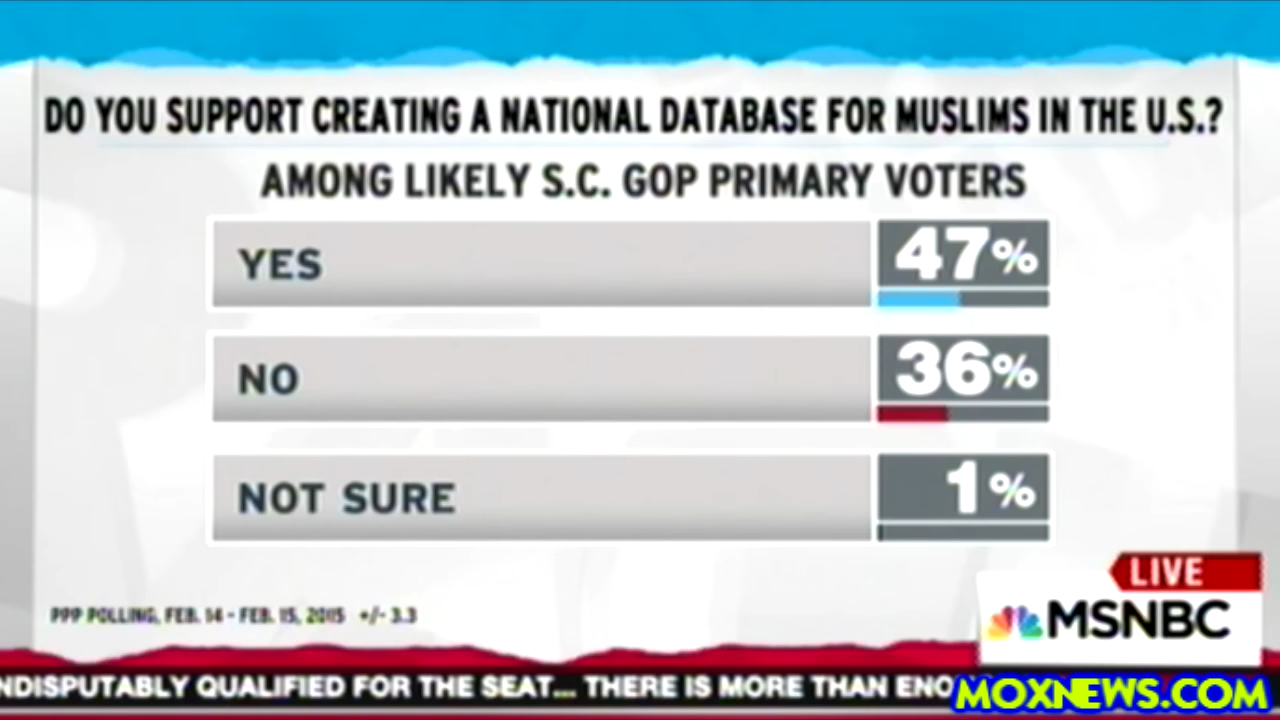 DO YOU SUPPORT CREATING A NATIONAL DATABASE FOR MUSLIMS IN THE U.S.?
AMONG LIKELY S.C. GOP PRIMARY VOTERS
YES 47%
NO 36%
NOT SURE 1%
PPP POLLING, FEB. 14 - FEB. 15, 2015 +/- 3.3
LIVE
MSNBC
NDISPUTABLY QUALIFIED FOR THE SEAT... THERE IS MORE THAN ENO
MOXNEWS.COM